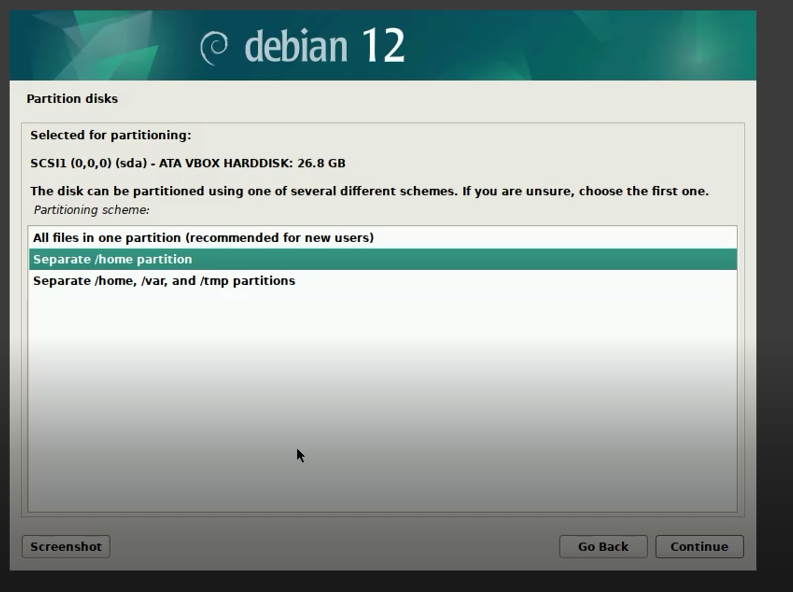 debian 12
Partition disks
Selected for partitioning:
SCSI1 (0,0,0) (sda) - ATA VBOX HARDDISK: 26.8 GB
The disk can be partitioned using one of several different schemes. If you are unsure, choose the first one.
Partitioning scheme:
All files in one partition (recommended for new users)
Separate /home partition
Separate /home, /var, and /tmp partitions
Screenshot
Go Back
Continue